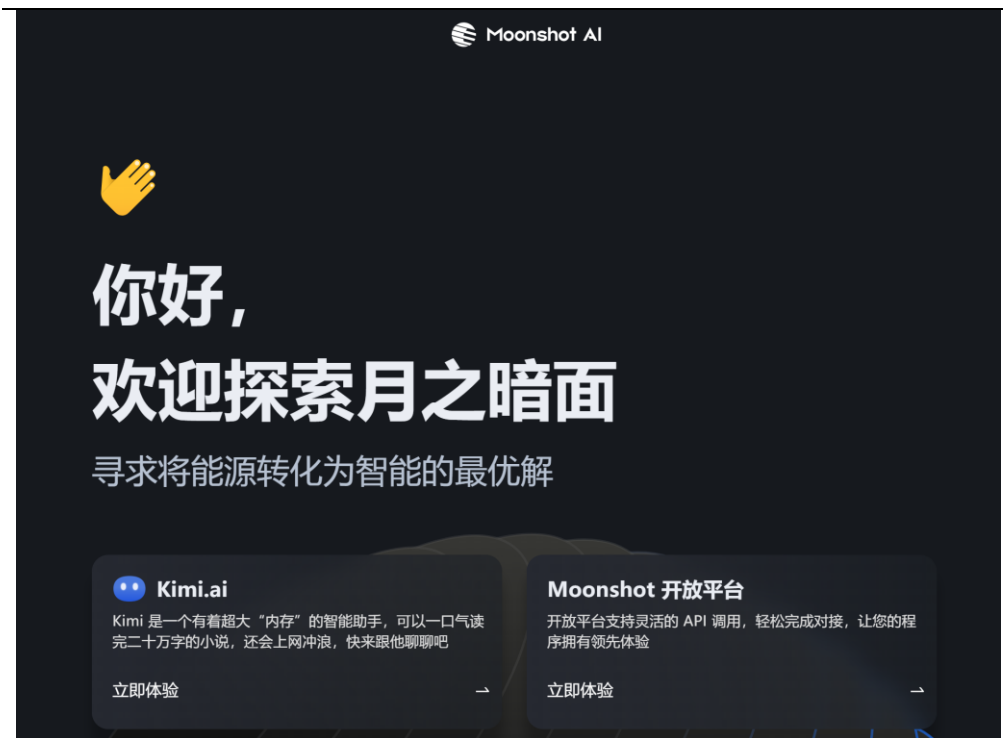 Moonshot AI
你好，
欢迎探索月之暗面
寻求将能源转化为智能的最优解
Kimi.ai
Kimi 是一个有着超大“内存”的智能助手，可以一口气读
完二十万字的小说，还会上网冲浪，快来跟他聊聊吧
立即体验
Moonshot 开放平台
开放平台支持灵活的 API 调用，轻松完成对接，让您的程
序拥有领先体验
立即体验